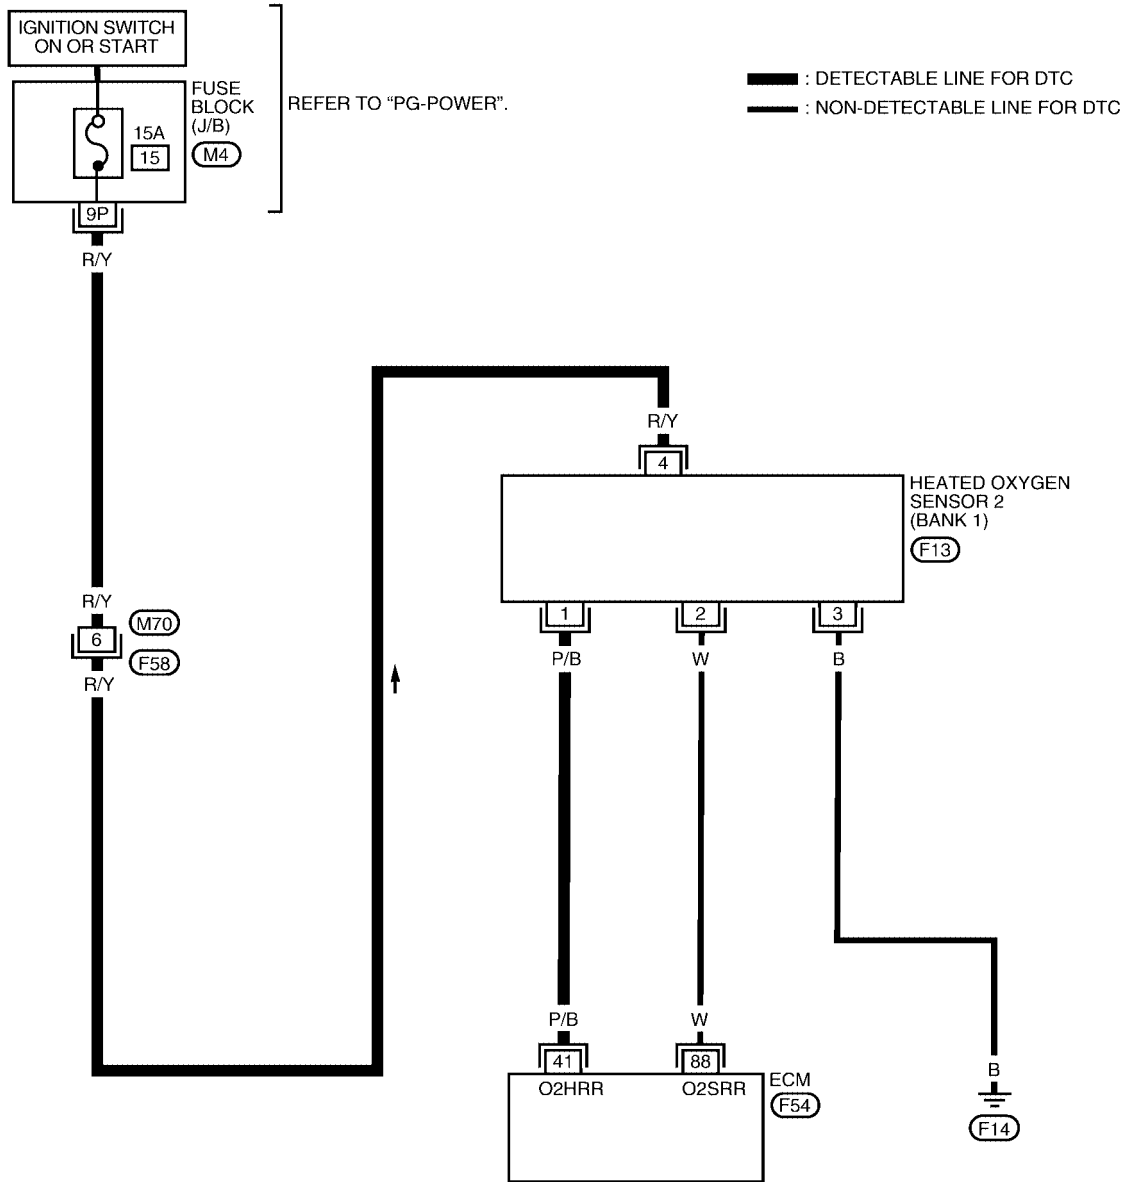 IGNITION SWITCH
ON OR START
FUSE
BLOCK
(J/B)
M4
15A
15
9P
REFER TO “PG-POWER”.
: DETECTABLE LINE FOR DTC
: NON-DETECTABLE LINE FOR DTC
R/Y
R/Y
6
M70
F58
R/Y
R/Y
4
HEATED OXYGEN
SENSOR 2
(BANK 1)
F13
1
2
3
P/B
W
B
P/B
W
41
88
O2HRR
O2SRR
ECM
F54
B
F14